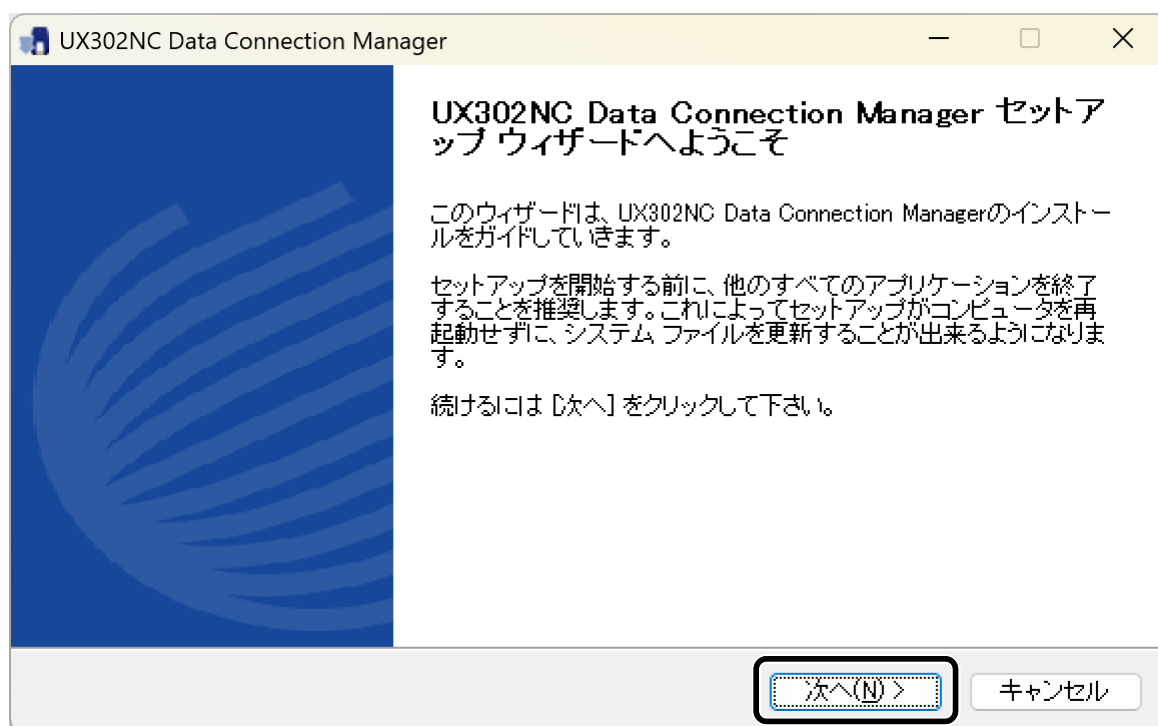 UX302NC Data Connection Manager
UX302NC Data Connection Manager セットア
ップ ウィザードへようこそ
このウィザードは、UX302NC Data Connection Managerのインストー
ルをガイドしていきます。
セットアップを開始する前に、他のすべてのアプリケーションを終了
することを推奨します。これによってセットアップがコンピュータを再
起動せずに、システム ファイルを更新することが出来るようになりま
す。
続けるには [次へ] をクリックして下さい。
次へ(N) >
キャンセル